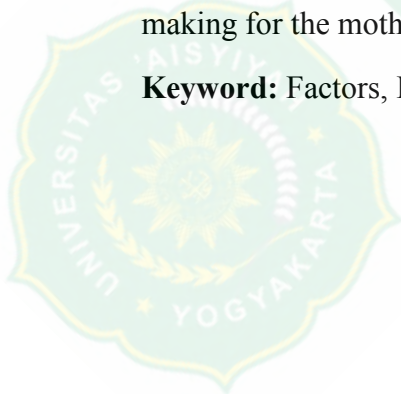 making for the moth
Keyword: Factors,
UNIVERSITAS 'AISYIYAH YOGYAKARTA